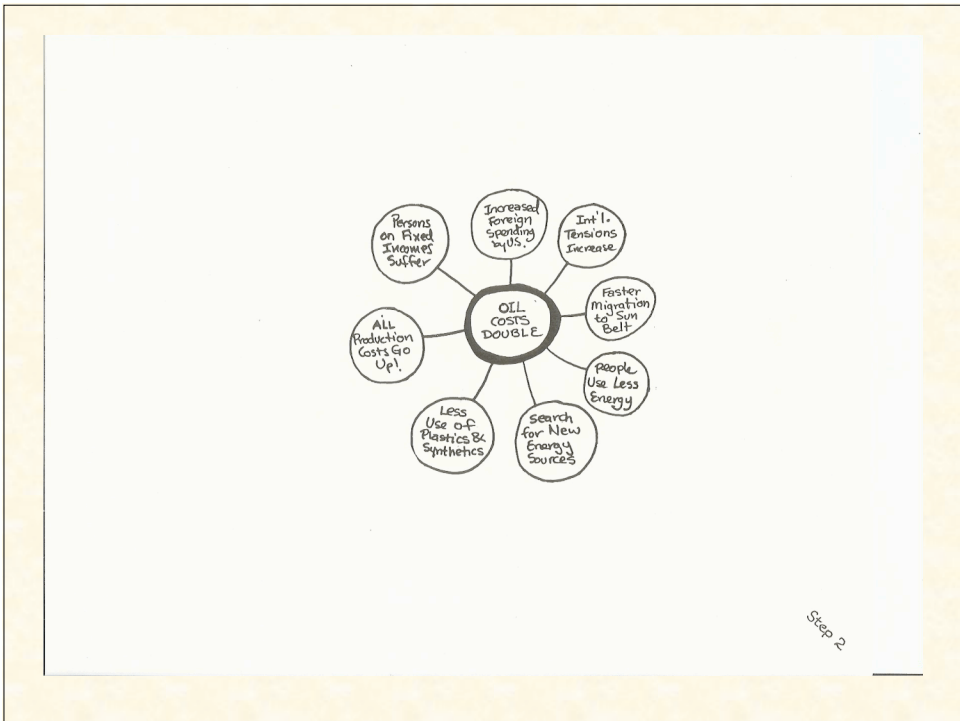 Increased
Foreign
Spending
by US.
Int'l.
Tensions
Increase
Persons
on Fixed
Incomes
Suffer
Faster
Migration
to Sun
Belt
OIL
COSTS
DOUBLE
ALL
Production
Costs Go
Up!
People
Use Less
Energy
Less
Use of
Plastics &
Synthetics
Search
for New
Energy
Sources
Step 2